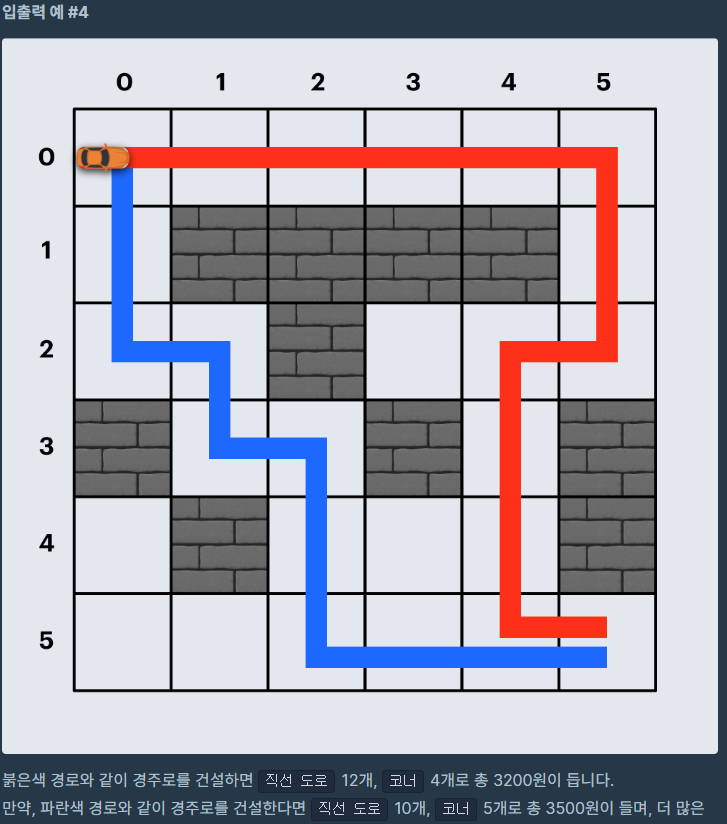 입출력 예 #4
0 1 2 3 4 5
0
1
2
3
4
5
붉은색 경로와 같이 경주로를 건설하면 직선 도로 12개, 코너 4개로 총 3200원이 듭니다.
만약, 파란색 경로와 같이 경주로를 건설한다면 직선 도로 10개, 코너 5개로 총 3500원이 들며, 더 많은